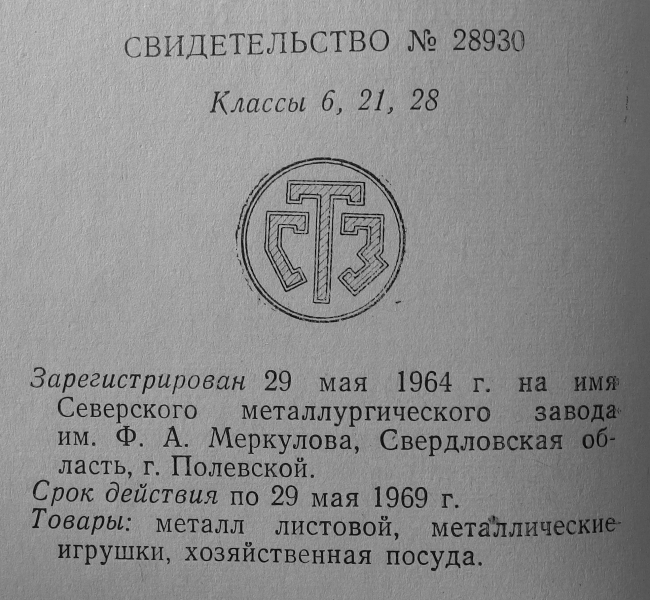 СВИДЕТЕЛЬСТВО № 28930
Классы 6, 21, 28
СТЗ
Зарегистрирован 29 мая 1964 г. на имя
Северского металлургического завода
им. Ф. А. Меркулова, Свердловская об-
ласть, г. Полевской.
Срок действия по 29 мая 1969 г.
Товары: металл листовой, металлические
игрушки, хозяйственная посуда.